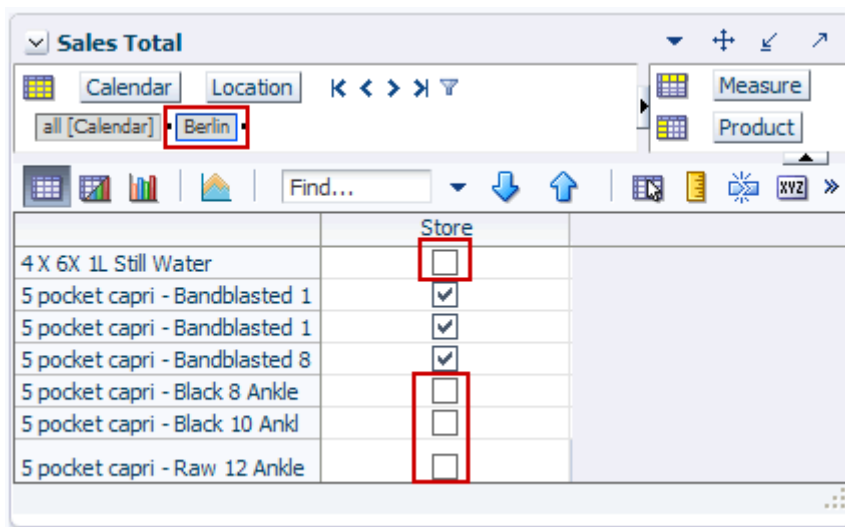 Sales Total
Calendar Location Measure
all [Calendar] Berlin Product
Find... XYZ
Store
4 X 6X 1L Still Water
5 pocket capri - Bandblasted 1
5 pocket capri - Bandblasted 1
5 pocket capri - Bandblasted 8
5 pocket capri - Black 8 Ankle
5 pocket capri - Black 10 Ankl
5 pocket capri - Raw 12 Ankle